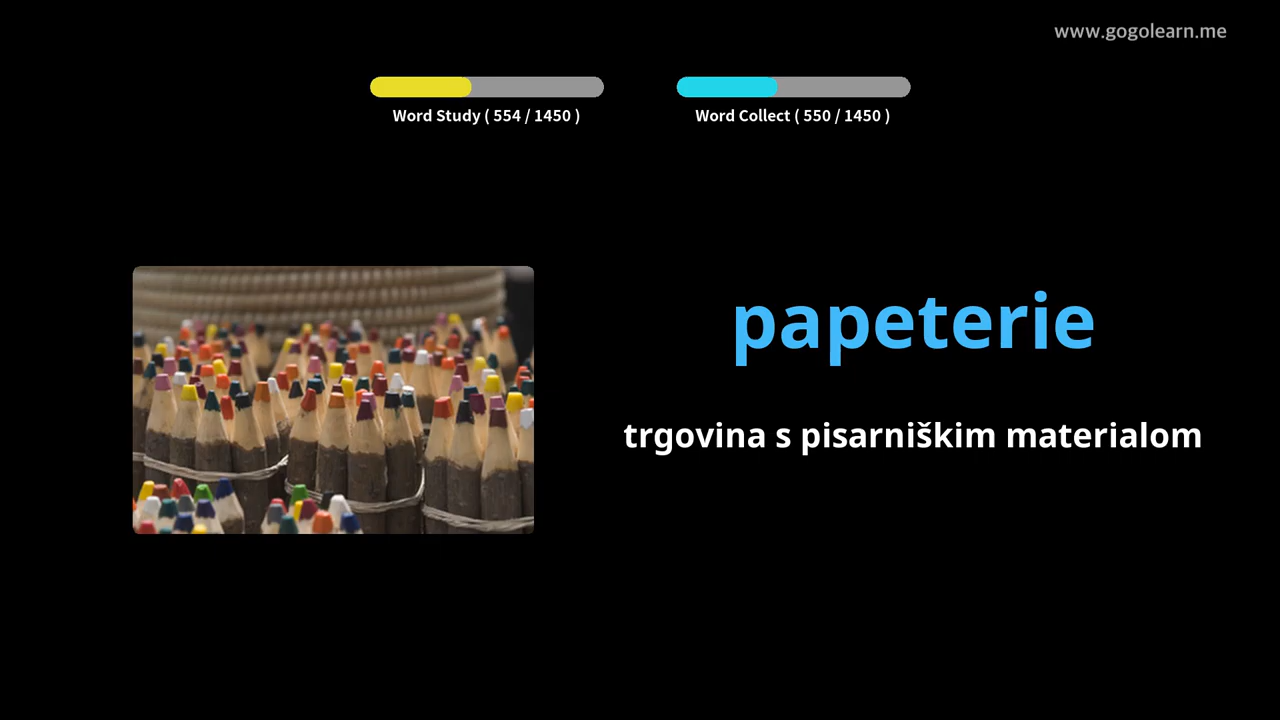 www.gogolearn.me
Word Study ( 554 / 1450 )
Word Collect ( 550 / 1450 )
papeterie
trgovina s pisarniškim materialom